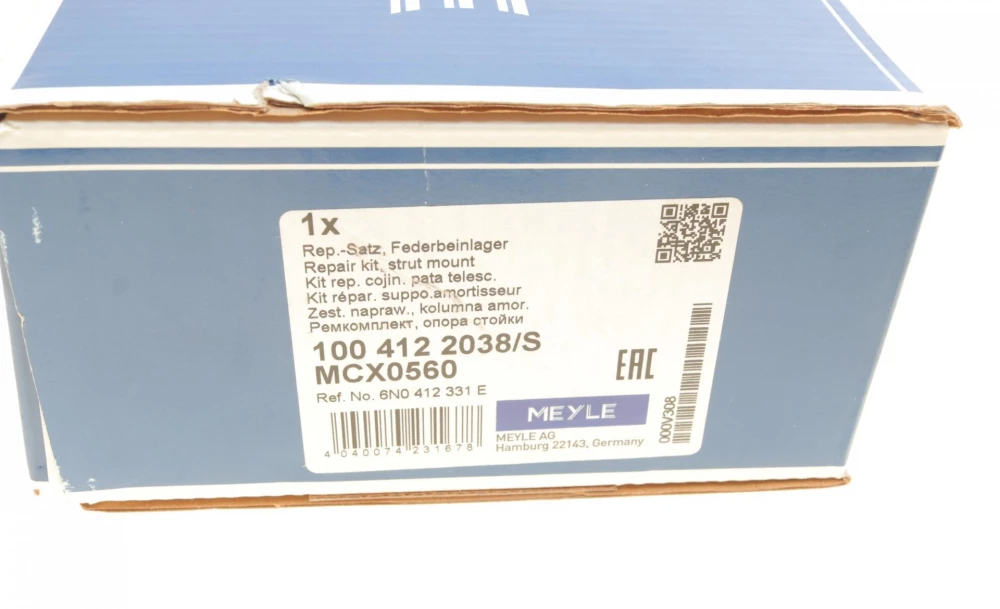 1x
Rep.-Satz, Federbeinlager
Repair kit, strut mount
Kit rep. cojin. pata telesc.
Kit répar. suppo.amortisseur
Zest. napraw., kolumna amor.
Ремкомплект, опора стойки
100 412 2038/S
MCX0560
Ref. No. 6N0 412 331 E
4 040074 231678
EAC
MEYLE
MEYLE AG
Hamburg 22143, Germany
000V308